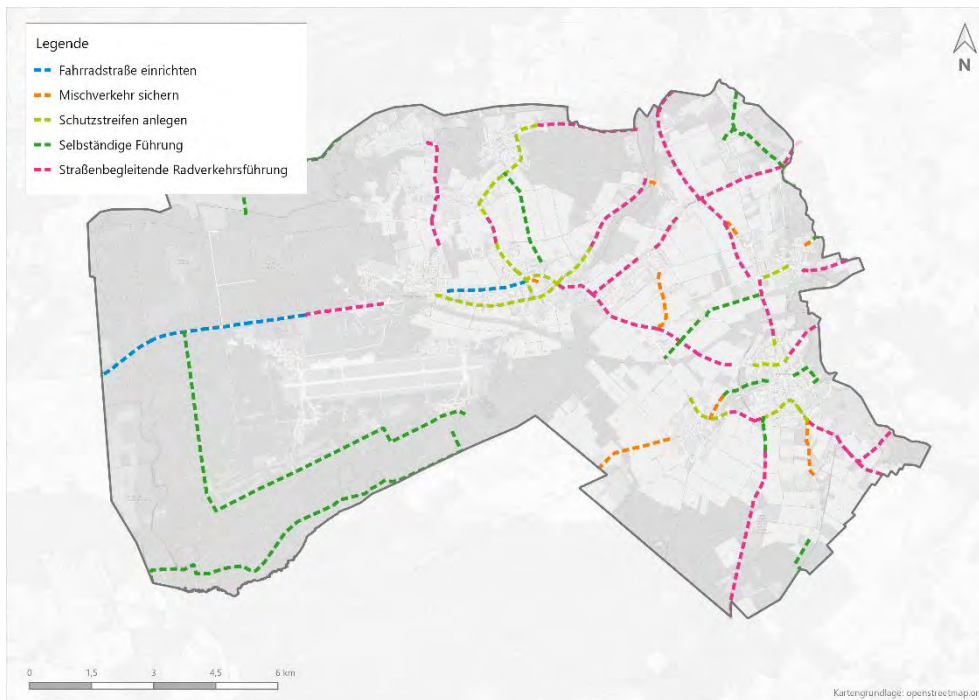 Legende
Fahrradstraße einrichten
Mischverkehr sichern
Schutzstreifen anlegen
Selbständige Führung
Straßenbegleitende Radverkehrsführung
N
0 1,5 3 4,5 6 km
Kartengrundlage: openstreetmap.or